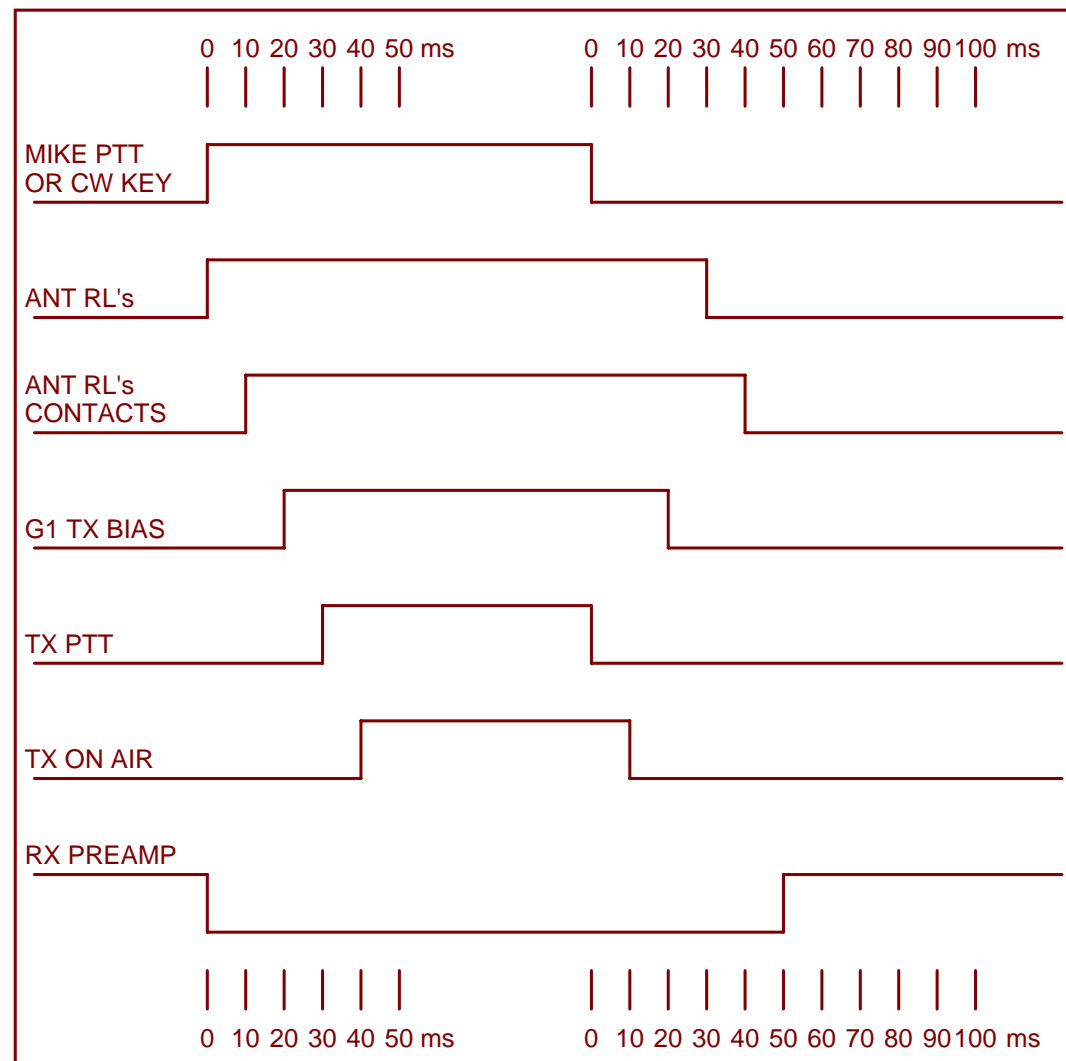 0 10 20 30 40 50 ms 0 10 20 30 40 50 60 70 80 90 100 ms
MIKE PTT
OR CW KEY
ANT RL's
ANT RL's
CONTACTS
G1 TX BIAS
TX PTT
TX ON AIR
RX PREAMP
0 10 20 30 40 50 ms 0 10 20 30 40 50 60 70 80 90 100 ms